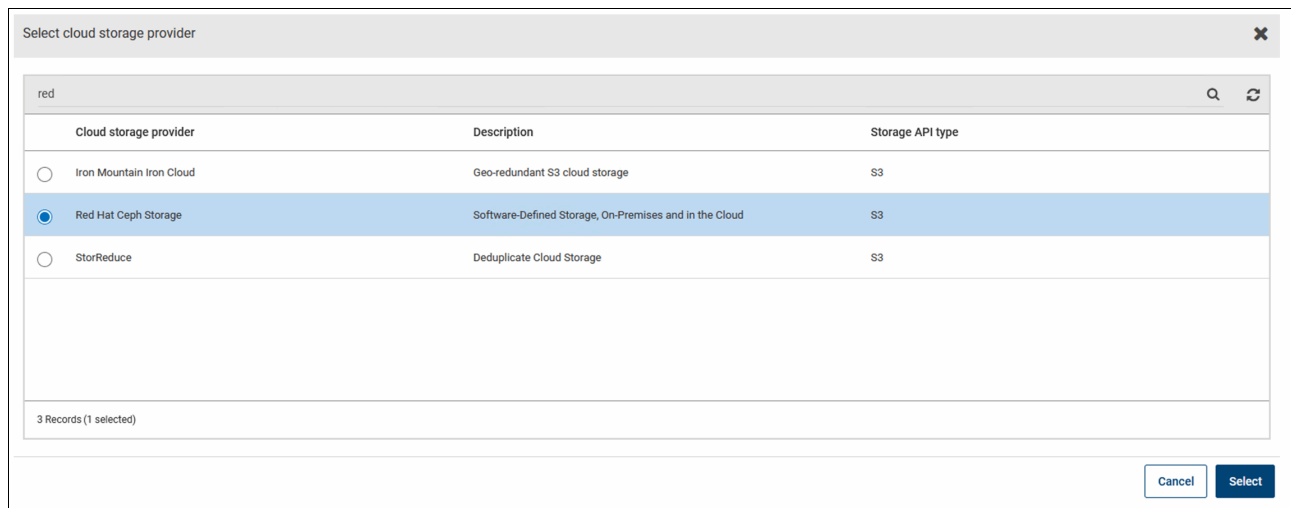 Select cloud storage provider
red
Cloud storage provider Description Storage API type
Iron Mountain Iron Cloud Geo-redundant S3 cloud storage S3
Red Hat Ceph Storage Software-Defined Storage, On-Premises and in the Cloud S3
StorReduce Deduplicate Cloud Storage S3
3 Records (1 selected)
Cancel Select